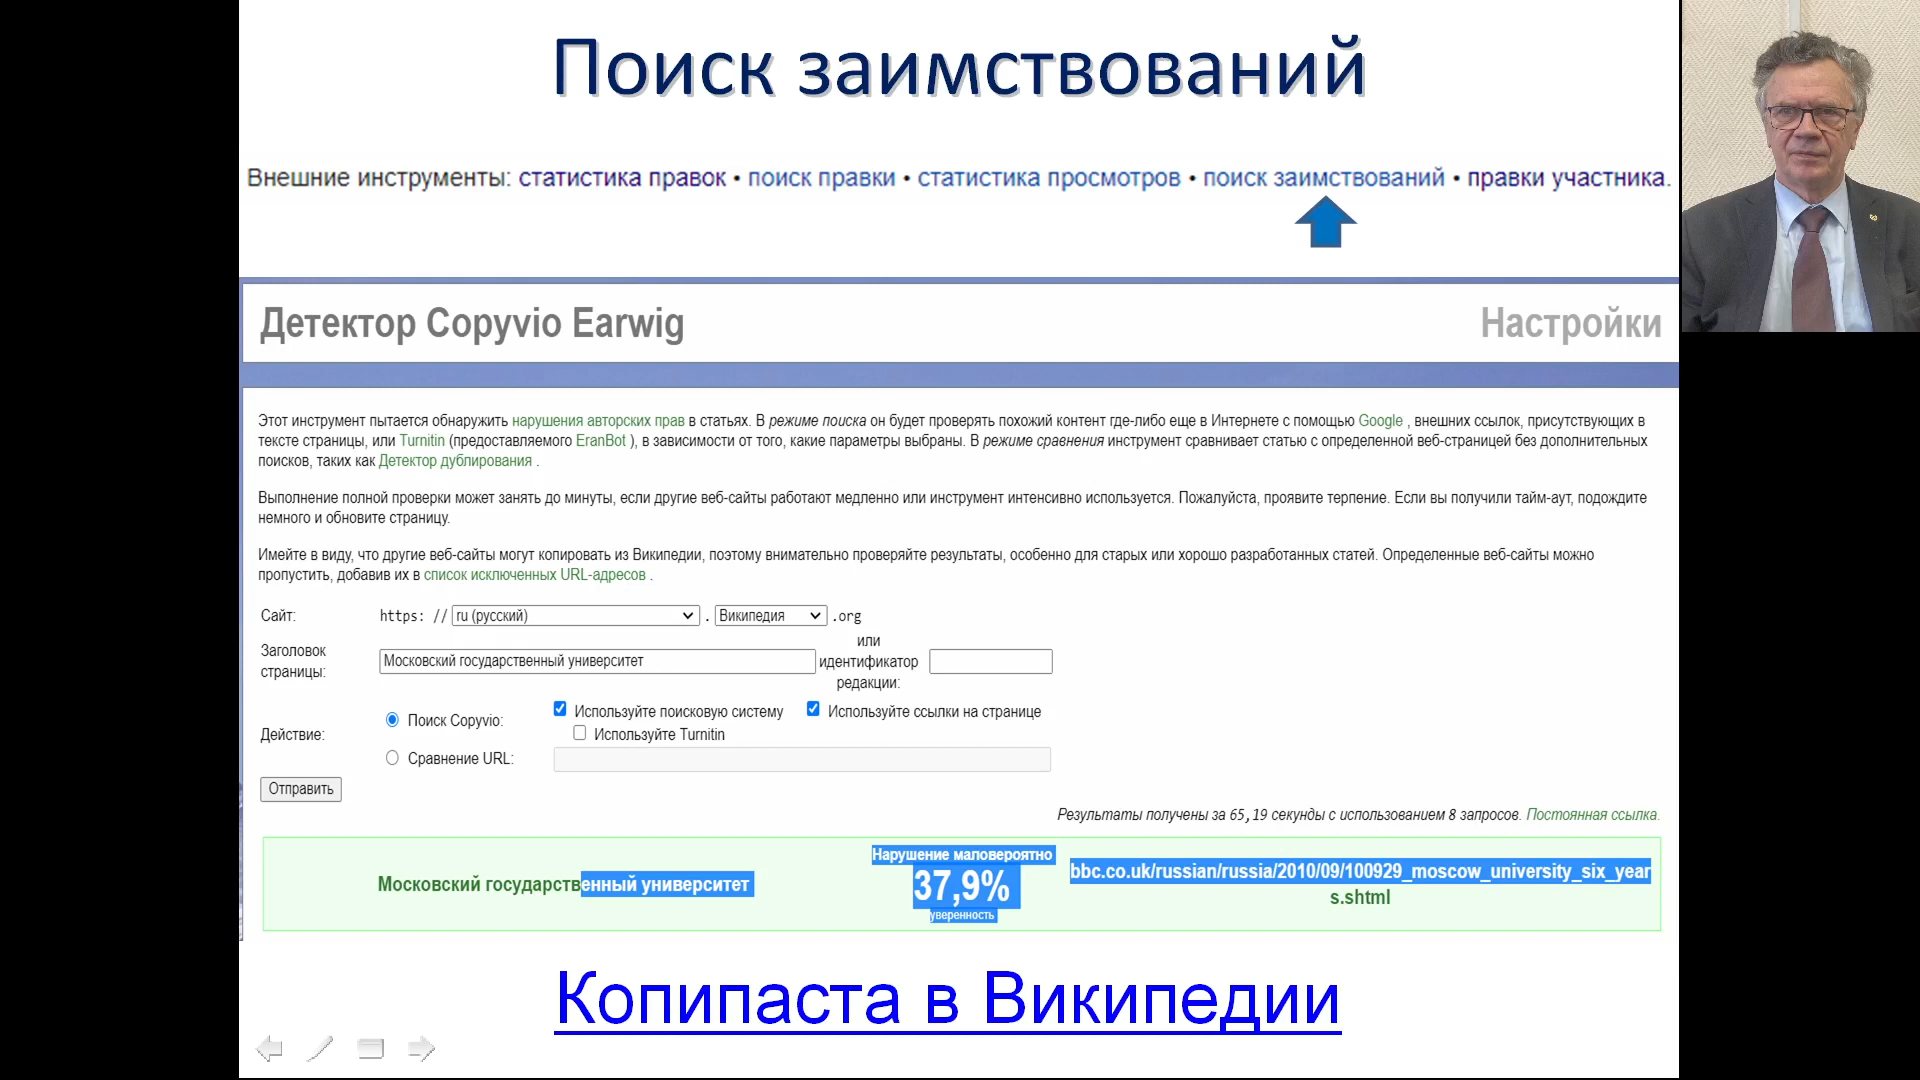 Поиск заимствований
Внешние инструменты: статистика правок • поиск правки • статистика просмотров • поиск заимствований • правки участника.
Детектор Copyvio Earwig
Настройки
Этот инструмент пытается обнаружить нарушения авторских прав в статьях. В режиме поиска он будет проверять похожий контент где-либо еще в Интернете с помощью Google , внешних ссылок, присутствующих в
тексте страницы, или Turnitin (предоставляемого EranBot ), в зависимости от того, какие параметры выбраны. В режиме сравнения инструмент сравнивает статью с определенной веб-страницей без дополнительных
поисков, таких как Детектор дублирования .
Выполнение полной проверки может занять до минуты, если другие веб-сайты работают медленно или инструмент интенсивно используется. Пожалуйста, проявите терпение. Если вы получили тайм-аут, подождите
немного и обновите страницу.
Имейте в виду, что другие веб-сайты могут копировать из Википедии, поэтому внимательно проверяйте результаты, особенно для старых или хорошо разработанных статей. Определенные веб-сайты можно
пропустить, добавив их в список исключенных URL-адресов .
Сайт: https: // ru (русский) . Википедия .org
Заголовок
страницы:
Московский государственный университет
или
идентификатор
редакции:
Действие:
Поиск Copyvio:
Используйте поисковую систему
Используйте ссылки на странице
Используйте Turnitin
Сравнение URL:
Отправить
Результаты получены за 65,19 секунды с использованием 8 запросов. Постоянная ссылка.
Московский государственный университет
Нарушение маловероятно
37,9%
уверенность
bbc.co.uk/russian/russia/2010/09/100929_moscow_university_six_year
s.shtml
Копипаста в Википедии